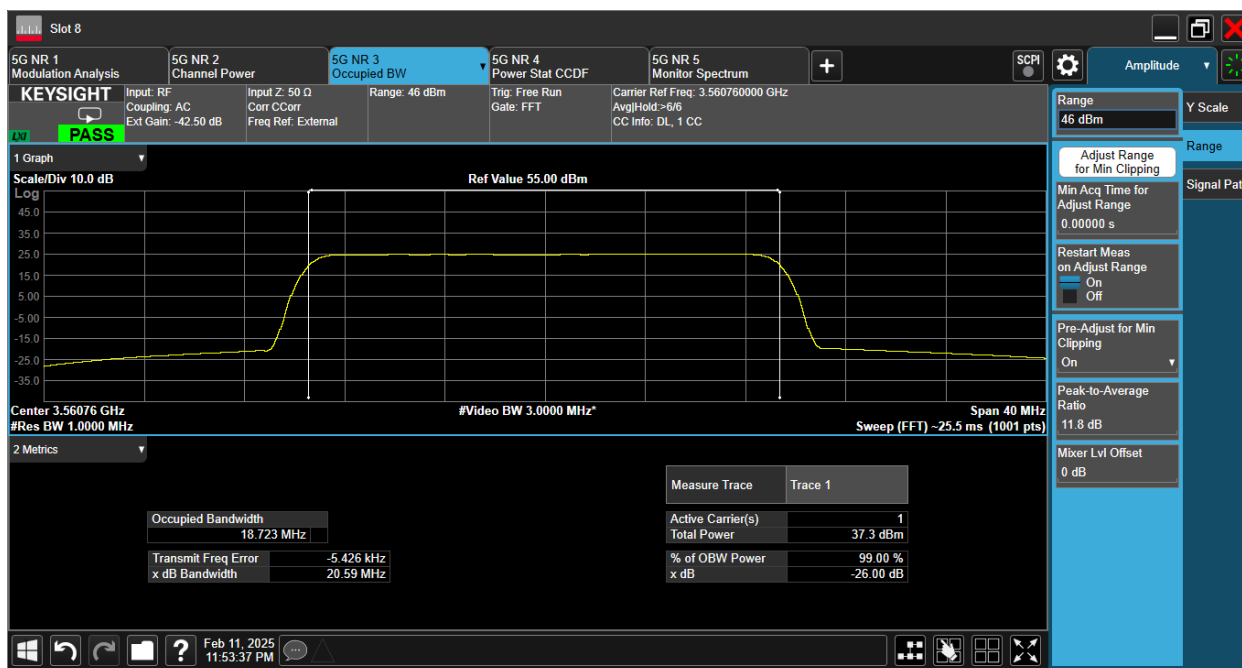 Slot 8
5G NR 1
Modulation Analysis
5G NR 2
Channel Power
5G NR 3
Occupied BW
5G NR 4
Power Stat CCDF
5G NR 5
Monitor Spectrum
+
SCPI
Amplitude
KEYSIGHT
LXI
PASS
Input: RF
Coupling: AC
Ext Gain: -42.50 dB
Input Z: 50 Ω
Corr CCorr
Freq Ref: External
Range: 46 dBm
Trig: Free Run
Gate: FFT
Carrier Ref Freq: 3.560760000 GHz
Avg|Hold:>6/6
CC Info: DL, 1 CC
1 Graph
Scale/Div 10.0 dB
Ref Value 55.00 dBm
Log
45.0
35.0
25.0
15.0
5.00
-5.00
-15.0
-25.0
-35.0
Center 3.56076 GHz
#Video BW 3.0000 MHz*
Span 40 MHz
#Res BW 1.0000 MHz
Sweep (FFT) ~25.5 ms (1001 pts)
2 Metrics
Measure Trace Trace 1
Occupied Bandwidth
18.723 MHz
Transmit Freq Error -5.426 kHz
x dB Bandwidth 20.59 MHz
Active Carrier(s) 1
Total Power 37.3 dBm
% of OBW Power 99.00 %
x dB -26.00 dB
Range
46 dBm
Adjust Range
for Min Clipping
Min Acq Time for
Adjust Range
0.00000 s
Restart Meas
on Adjust Range
On
Off
Pre-Adjust for Min
Clipping
On
Peak-to-Average
Ratio
11.8 dB
Mixer Lvl Offset
0 dB
Y Scale
Range
Signal Pat
?
Feb 11, 2025
11:53:37 PM